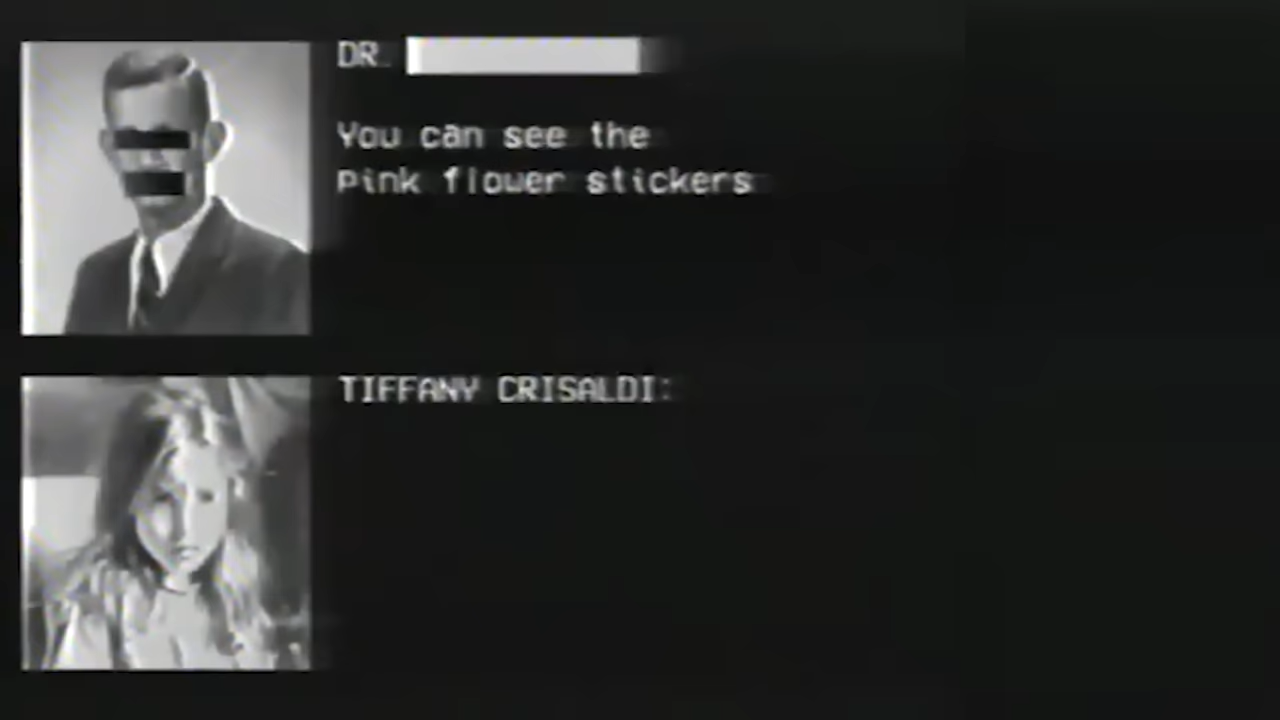 DR.
You can see the
pink flower stickers
TIFFANY CRISALDI: